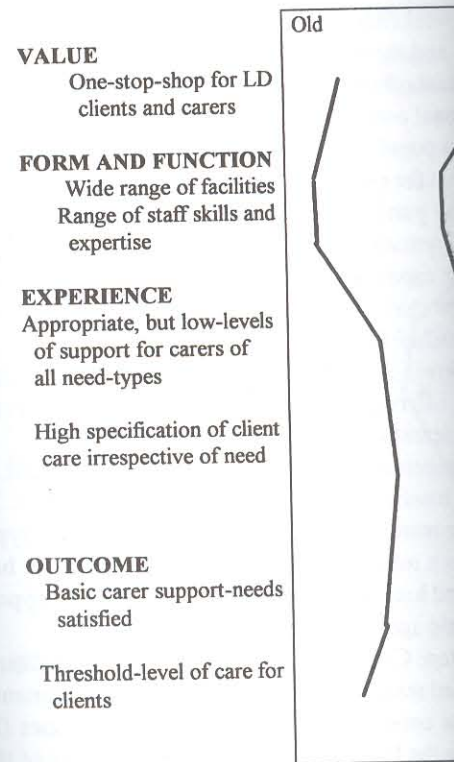 Old
VALUE
One-stop-shop for LD
clients and carers
FORM AND FUNCTION
Wide range of facilities
Range of staff skills and
expertise
EXPERIENCE
Appropriate, but low-levels
of support for carers of
all need-types
High specification of client
care irrespective of need
OUTCOME
Basic carer support-needs
satisfied
Threshold-level of care for
clients